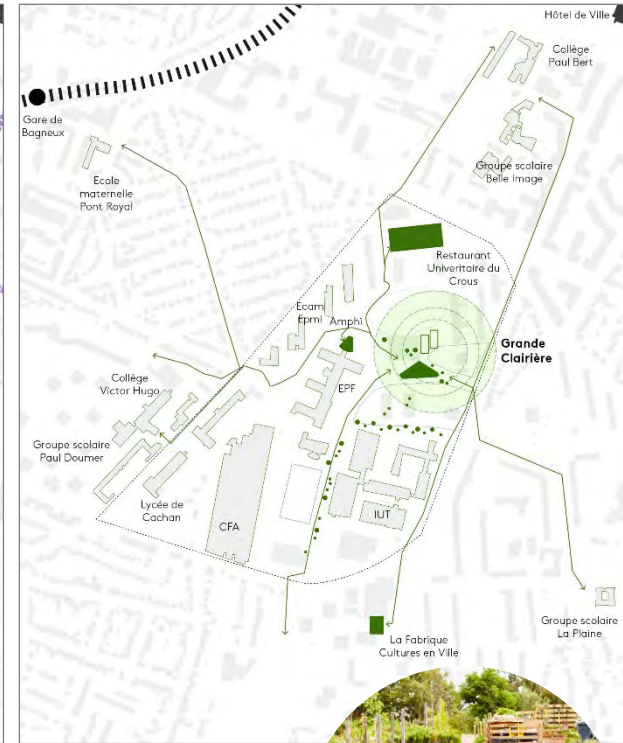 Hôtel de Ville
Collège
Paul Bert
Gare de
Bagneux
Ecole
maternelle
Pont Royal
Groupe scolaire
Belle Image
Restaurant
Univeritaire du
Crous
Ecam
Epmi
Amphi
Grande
Clairière
EPF
Collège
Victor Hugo
Groupe scolaire
Paul Doumer
Lycée de
Cachan
CFA
IUT
Groupe scolaire
La Plaine
La Fabrique
Cultures en Ville